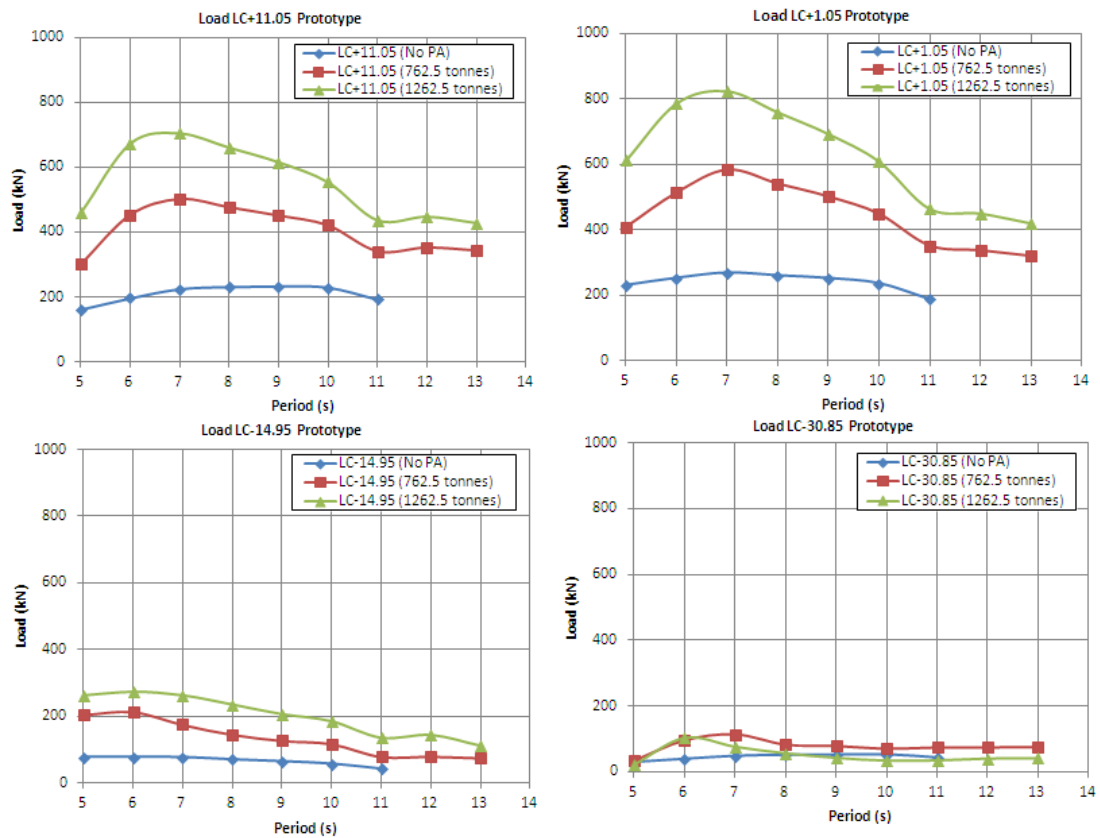 Load LC+11.05 Prototype
LC+11.05 (No PA)
LC+11.05 (762.5 tonnes)
LC+11.05 (1262.5 tonnes)
Load (kN)
1000
800
600
400
200
0
5 6 7 8 9 10 11 12 13 14
Period (s)
Load LC+1.05 Prototype
LC+1.05 (No PA)
LC+1.05 (762.5 tonnes)
LC+1.05 (1262.5 tonnes)
Load (kN)
1000
800
600
400
200
0
5 6 7 8 9 10 11 12 13 14
Period (s)
Load LC-14.95 Prototype
LC-14.95 (No PA)
LC-14.95 (762.5 tonnes)
LC-14.95 (1262.5 tonnes)
Load (kN)
1000
800
600
400
200
0
5 6 7 8 9 10 11 12 13 14
Period (s)
Load LC-30.85 Prototype
LC-30.85 (No PA)
LC-30.85 (762.5 tonnes)
LC-30.85 (1262.5 tonnes)
Load (kN)
1000
800
600
400
200
0
5 6 7 8 9 10 11 12 13 14
Period (s)